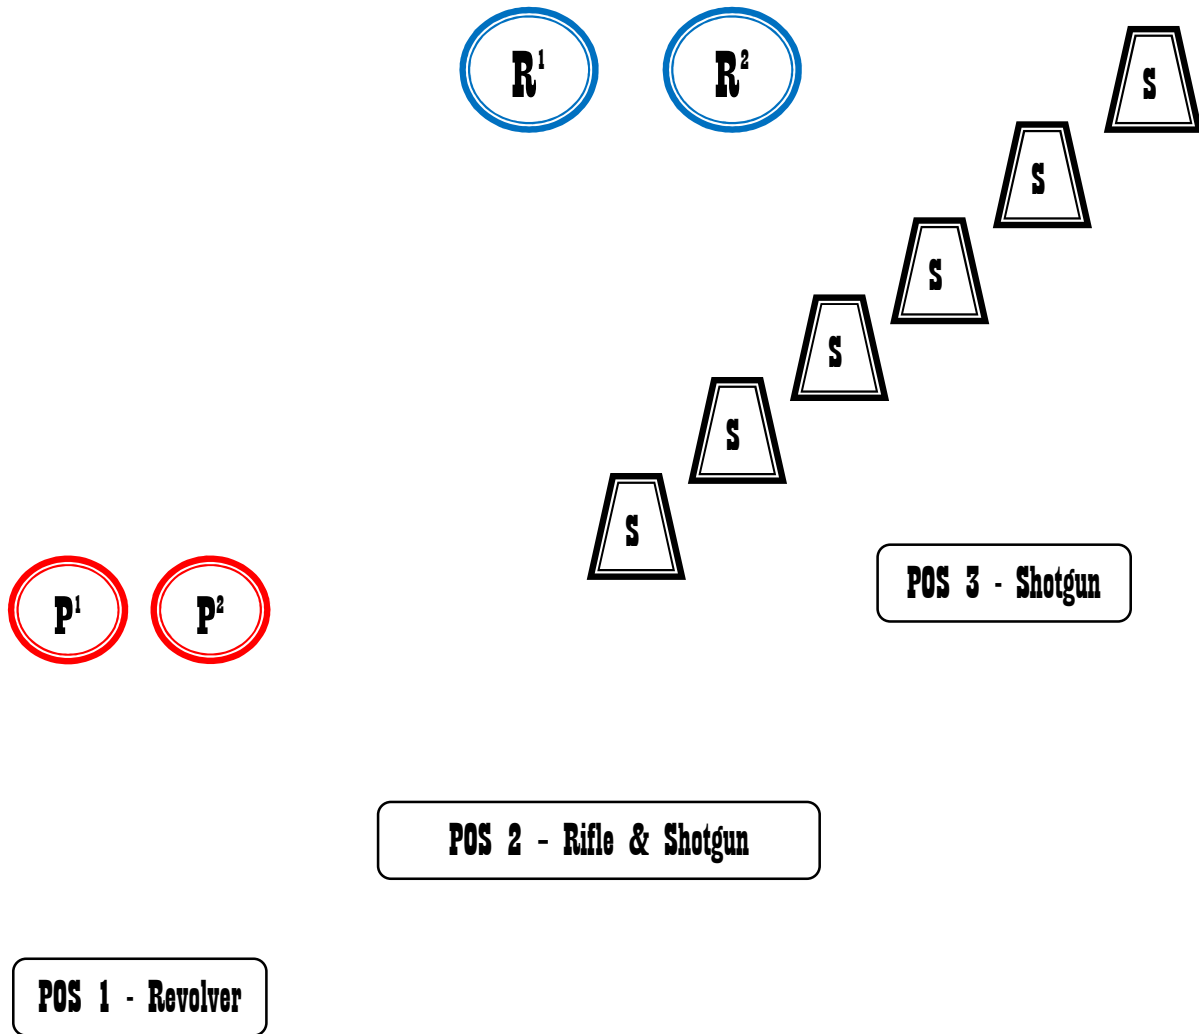 R¹ R²
S
S
S
S
S
S
POS 3 - Shotgun
P¹ P²
POS 2 - Rifle & Shotgun
POS 1 - Revolver